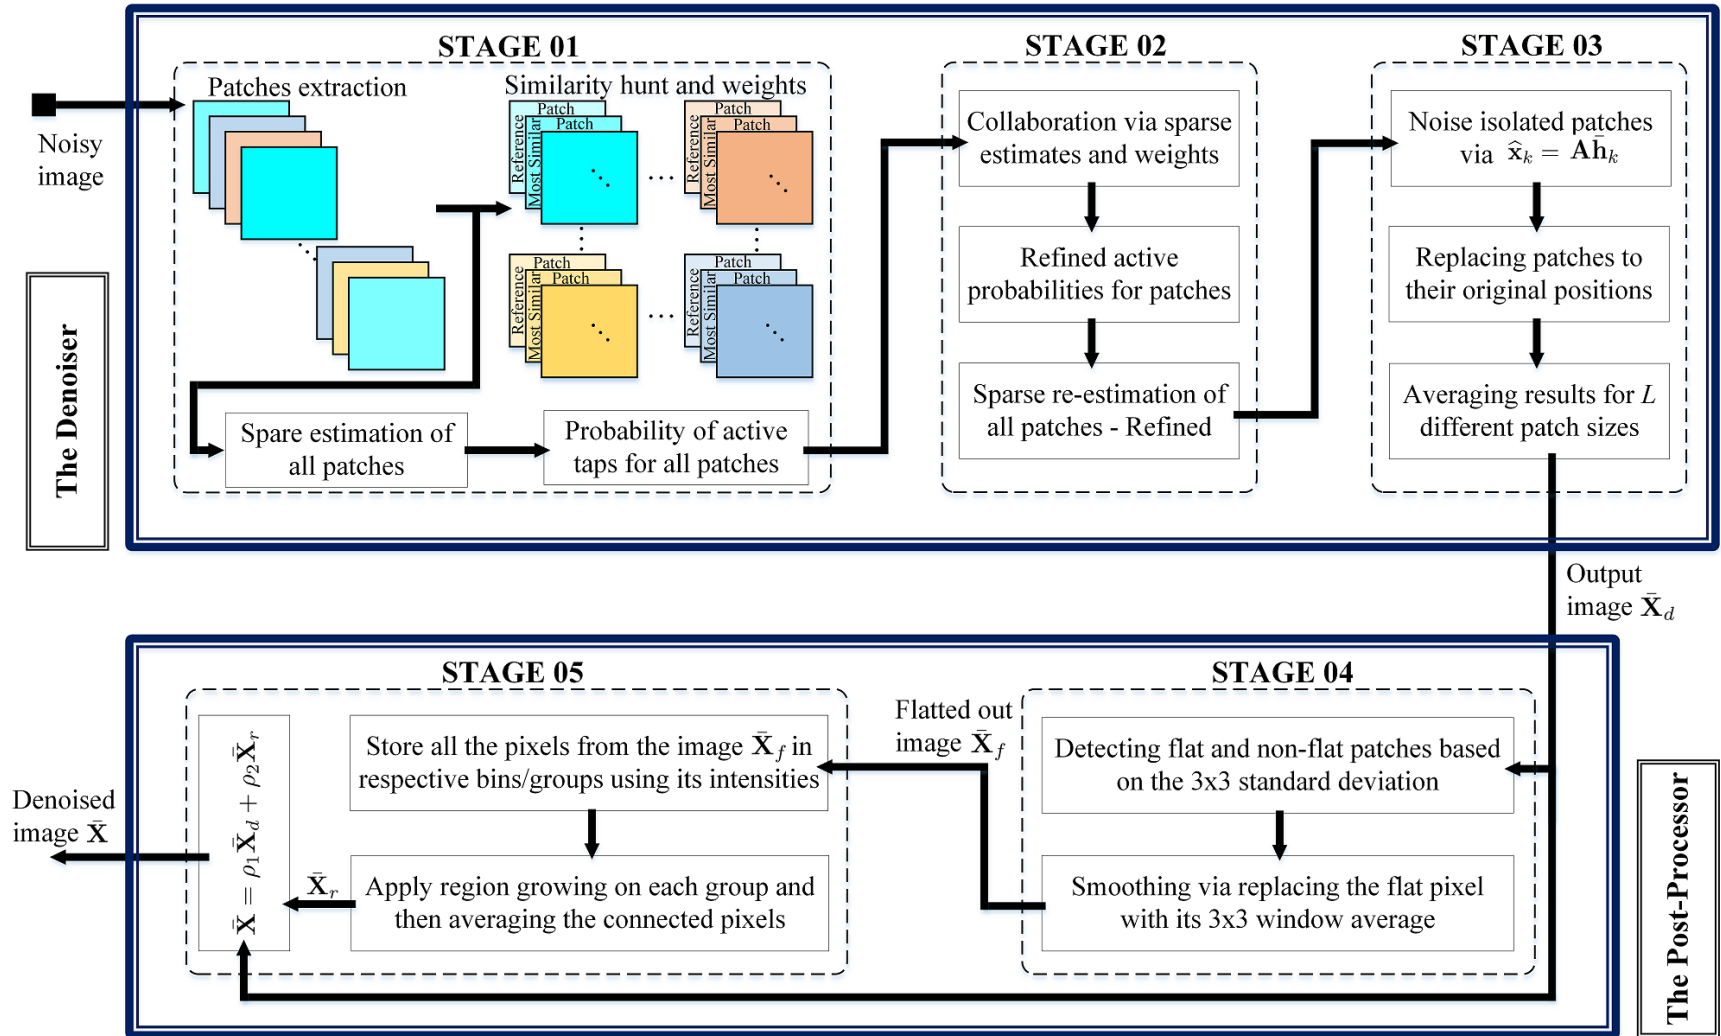 STAGE 01
STAGE 02
STAGE 03
Noisy
image
The Denoiser
Patches extraction
Similarity hunt and weights
Patch
Reference
Patch
Most Similar
...
Patch
Reference
Patch
Most Similar
Patch
Reference
Patch
Most Similar
...
Patch
Reference
Patch
Most Similar
Spare estimation of
all patches
Probability of active
taps for all patches
Collaboration via sparse
estimates and weights
Refined active
probabilities for patches
Sparse re-estimation of
all patches - Refined
Noise isolated patches
via x̂ₖ = Ah̄ₖ
Replacing patches to
their original positions
Averaging results for L
different patch sizes
Output
image X̄_d
STAGE 05
STAGE 04
The Post-Processor
Detecting flat and non-flat patches based
on the 3x3 standard deviation
Smoothing via replacing the flat pixel
with its 3x3 window average
Flatted out
image X̄_f
Store all the pixels from the image X̄_f in
respective bins/groups using its intensities
Apply region growing on each group and
then averaging the connected pixels
X̄_r
X̄ = ρ₁X̄_d + ρ₂X̄_r
Denoised
image X̄